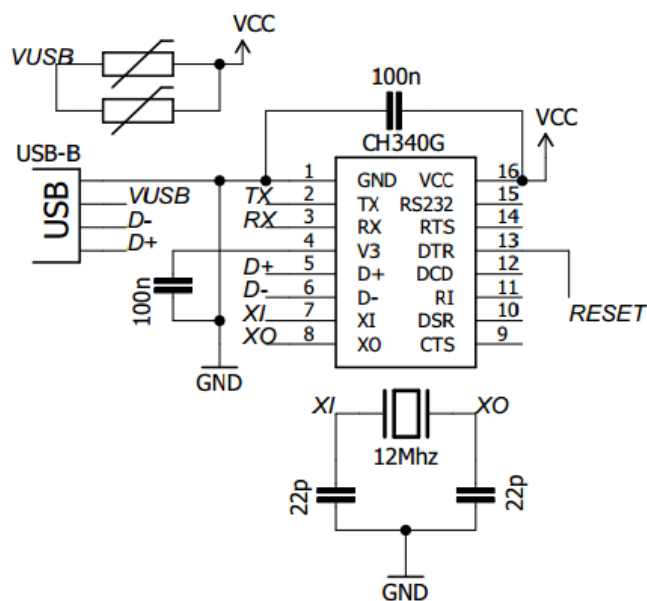 VUSB
VCC
100n
VCC
CH340G
USB-B
USB
VUSB
D-
D+
1 GND VCC 16
TX 2 TX RS232 15
RX 3 RX RTS 14
4 V3 DTR 13
D+ 5 D+ DCD 12
D- 6 D- RI 11
XI 7 XI DSR 10
XO 8 XO CTS 9
100n
RESET
GND
XI
XO
12Mhz
22p
22p
GND